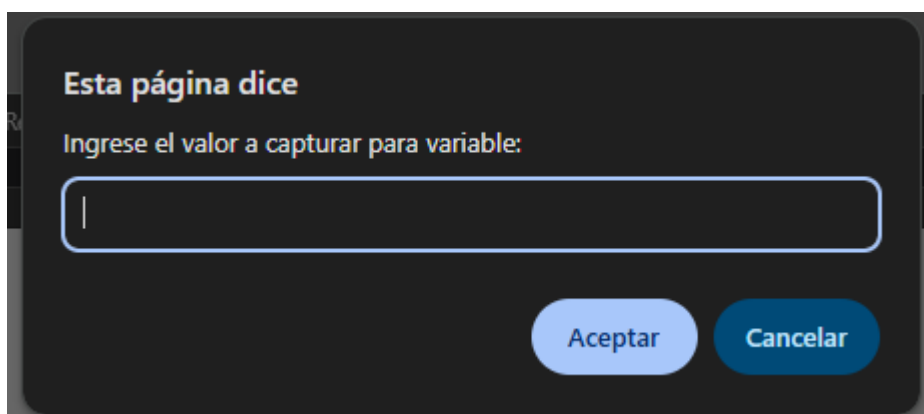 Esta página dice
Ingrese el valor a capturar para variable:
Aceptar
Cancelar